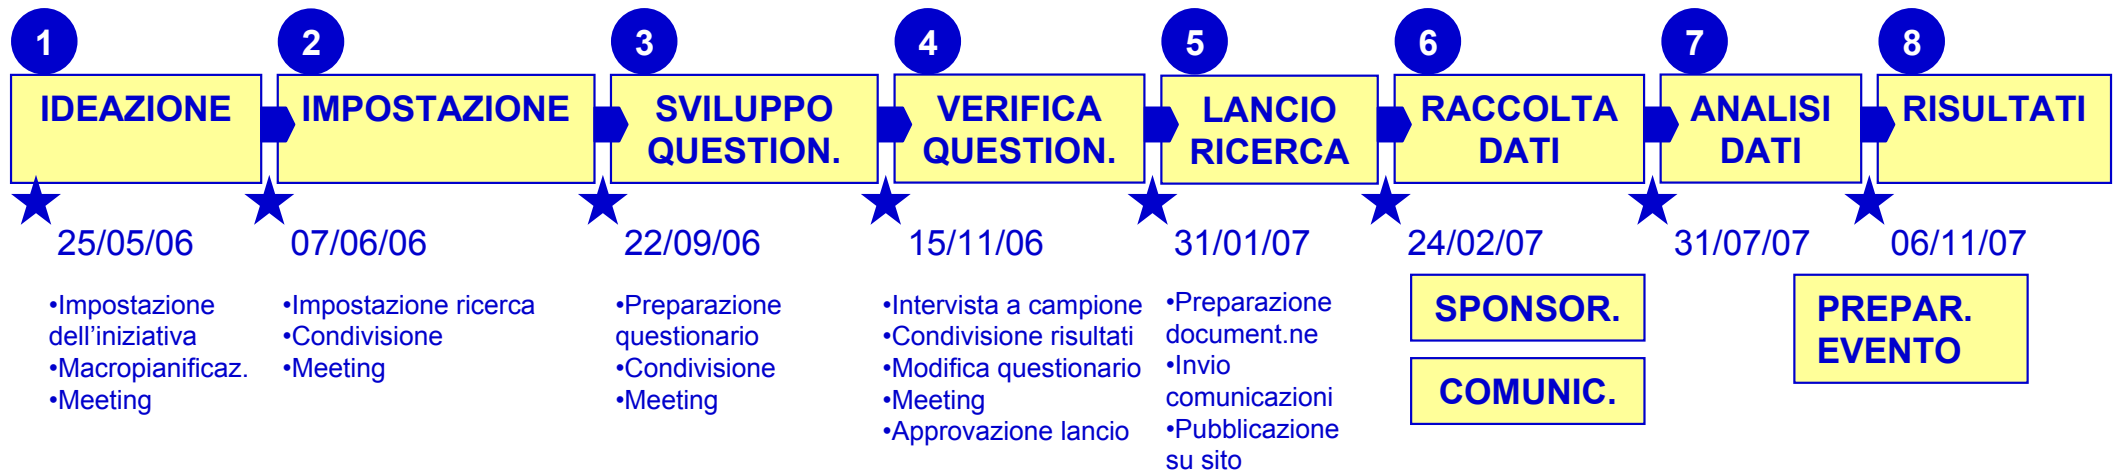 1
IDEAZIONE
25/05/06
•Impostazione
dell’iniziativa
•Macropianificaz.
•Meeting
2
IMPOSTAZIONE
07/06/06
•Impostazione ricerca
•Condivisione
•Meeting
3
SVILUPPO
QUESTION.
22/09/06
•Preparazione
questionario
•Condivisione
•Meeting
4
VERIFICA
QUESTION.
15/11/06
•Intervista a campione
•Condivisione risultati
•Modifica questionario
•Meeting
•Approvazione lancio
5
LANCIO
RICERCA
31/01/07
•Preparazione
document.ne
•Invio
comunicazioni
•Pubblicazione
su sito
6
RACCOLTA
DATI
24/02/07
SPONSOR.
COMUNIC.
7
ANALISI
DATI
31/07/07
8
RISULTATI
06/11/07
PREPAR.
EVENTO